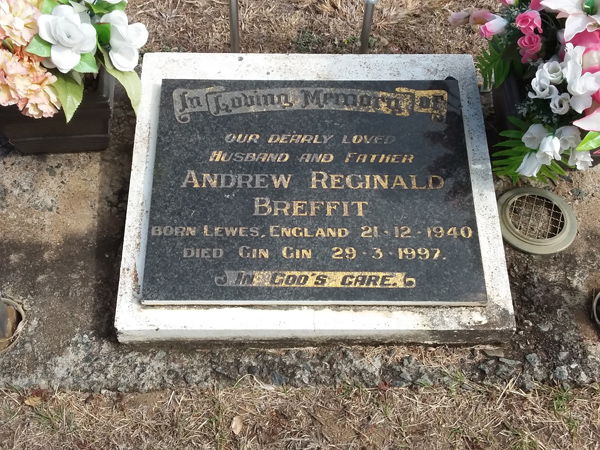 In Loving Memory of
OUR DEARLY LOVED
HUSBAND AND FATHER
ANDREW REGINALD
BREFFIT
BORN LEWES, ENGLAND 21-12-1940
DIED GIN GIN 29-3-1997.
IN GOD'S CARE.